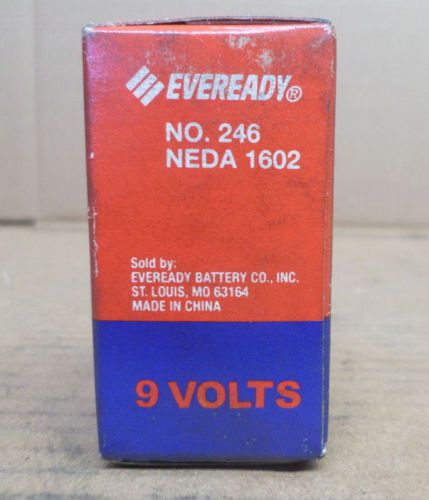 EVEREADY®
NO. 246
NEDA 1602
Sold by:
EVEREADY BATTERY CO., INC.
ST. LOUIS, MO 63164
MADE IN CHINA
9 VOLTS